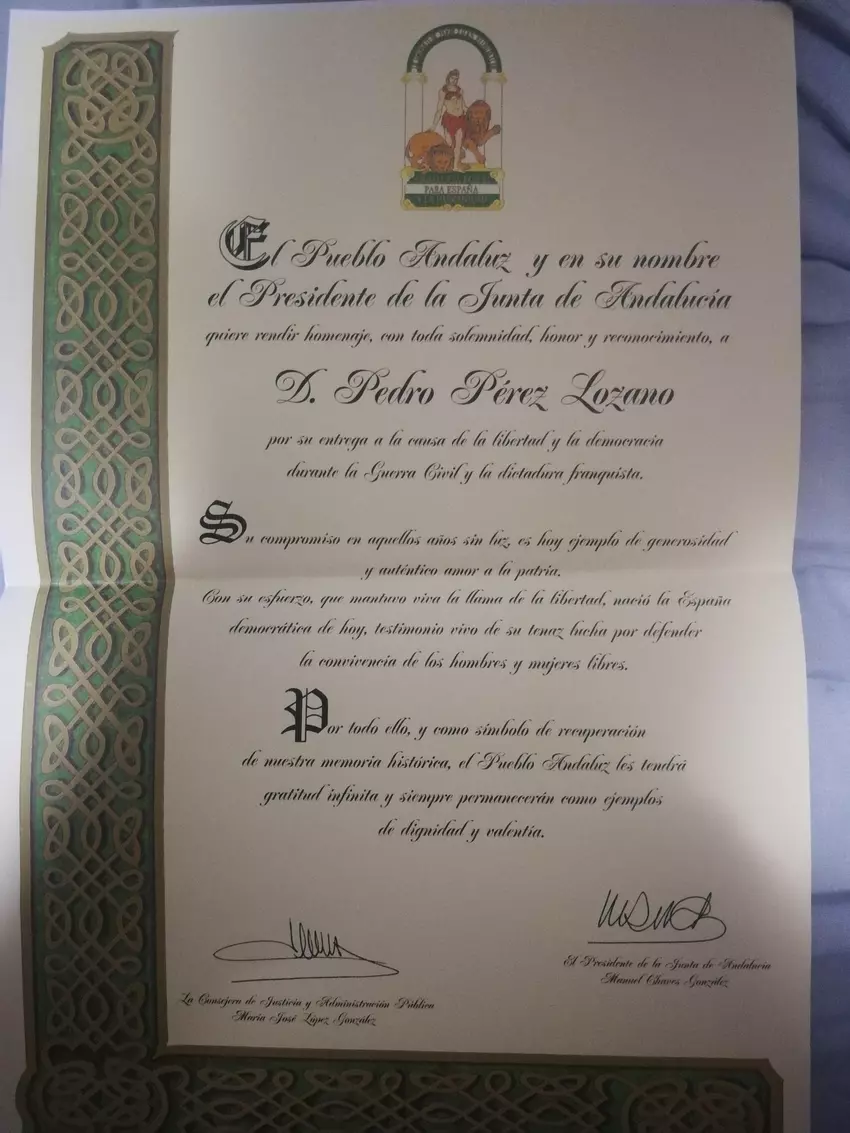 PARA ESPAÑA
El Pueblo Andaluz y en su nombre
el Presidente de la Junta de Andalucía
quiere rendir homenaje, con toda solemnidad, honor y reconocimiento, a
D. Pedro Pérez Lozano
por su entrega a la causa de la libertad y la democracia
durante la Guerra Civil y la dictadura franquista.
Su compromiso en aquellos años sin luz, es hoy ejemplo de generosidad
y auténtico amor a la patria.
Con su esfuerzo, que mantuvo viva la llama de la libertad, nació la España
democrática de hoy, testimonio vivo de su tenaz lucha por defender
la convivencia de los hombres y mujeres libres.
Por todo ello, y como símbolo de recuperación
de nuestra memoria histórica, el Pueblo Andaluz les tendrá
gratitud infinita y siempre permanecerán como ejemplos
de dignidad y valentía.
La Consejera de Justicia y Administración Pública
María José López González
El Presidente de la Junta de Andalucía
Manuel Chaves González